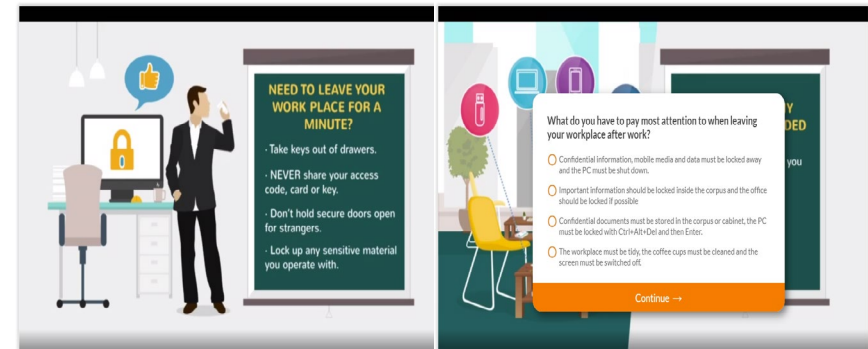 NEED TO LEAVE YOUR
WORK PLACE FOR A
MINUTE?
· Take keys out of drawers.
· NEVER share your access
code, card or key.
· Don't hold secure doors open
for strangers.
· Lock up any sensitive material
you operate with.
What do you have to pay most attention to when leaving
your workplace after work?
Confidential information, mobile media and data must be locked away
and the PC must be shut down.
Important information should be locked inside the corpus and the office
should be locked if possible
Confidential documents must be stored in the corpus or cabinet, the PC
must be locked with Ctrl+Alt+Del and then Enter.
The workplace must be tidy, the coffee cups must be cleaned and the
screen must be switched off.
Continue →
you